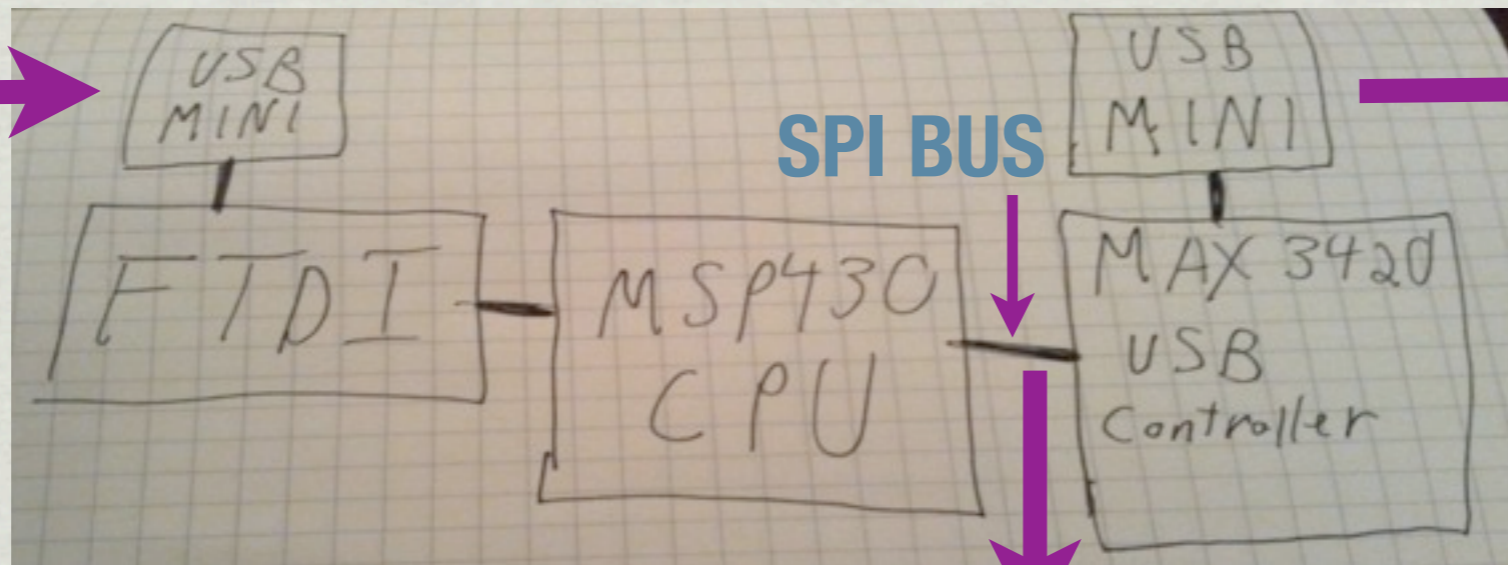 USB
MINI
SPI BUS
USB
MINI
FTDI
MSP430
CPU
MAX 3420
USB
Controller